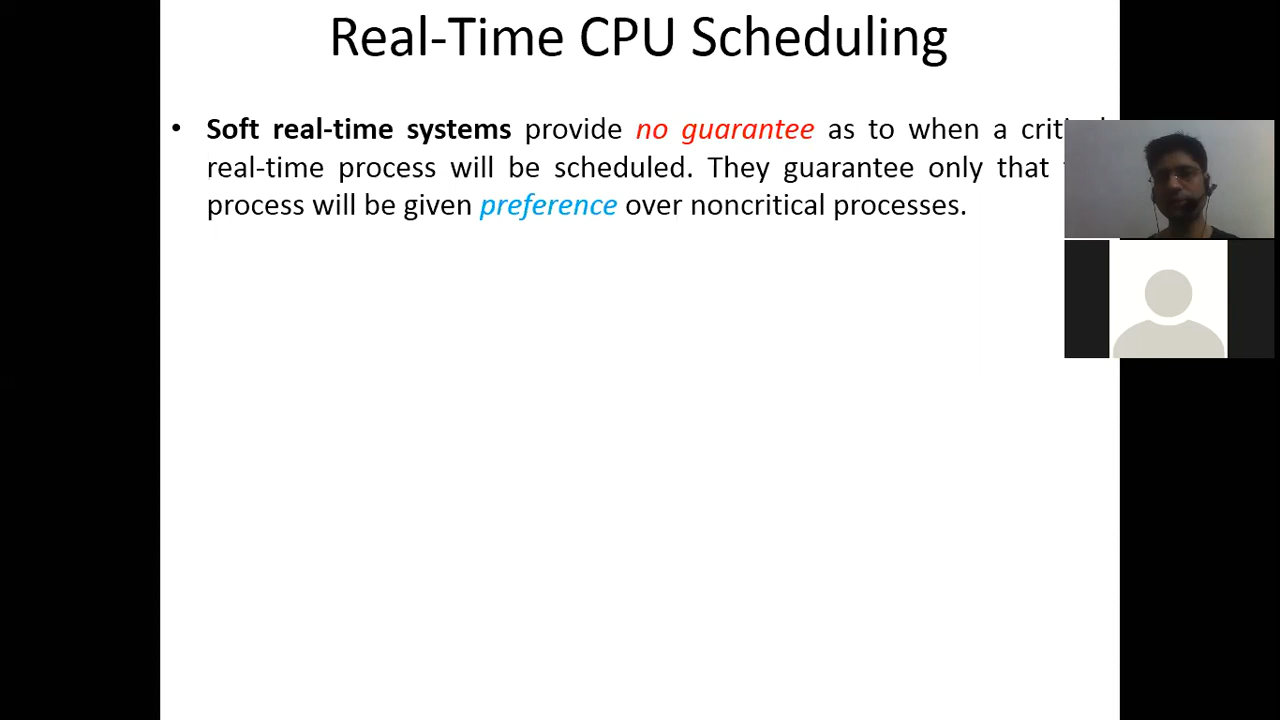 Real-Time CPU Scheduling
• Soft real-time systems provide no guarantee as to when a
real-time process will be scheduled. They guarantee only that
process will be given preference over noncritical processes.